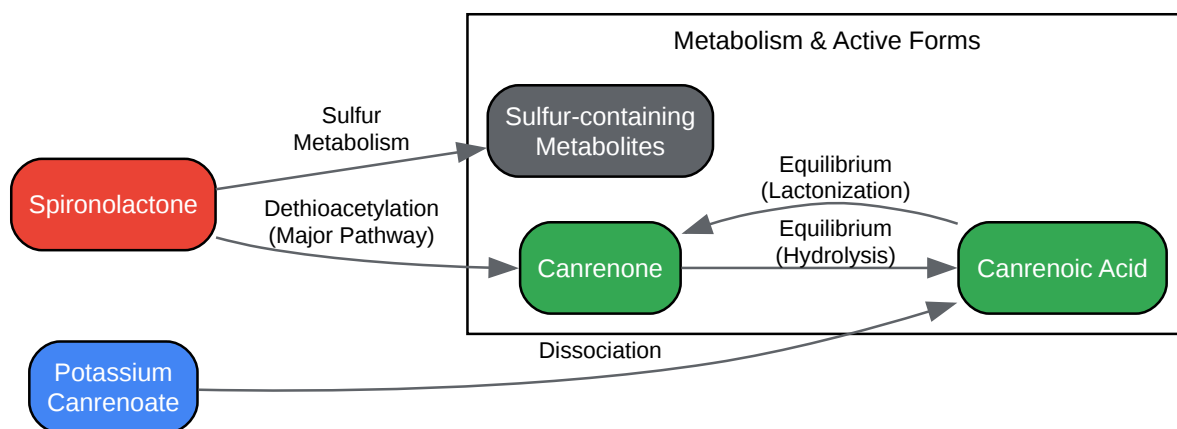 Metabolism & Active Forms
Sulfur
Metabolism
Sulfur-containing
Metabolites
Spironolactone
Dethioacetylation
(Major Pathway)
Equilibrium
(Lactonization)
Equilibrium
(Hydrolysis)
Canrenone
Canrenoic Acid
Dissociation
Potassium
Canrenoate